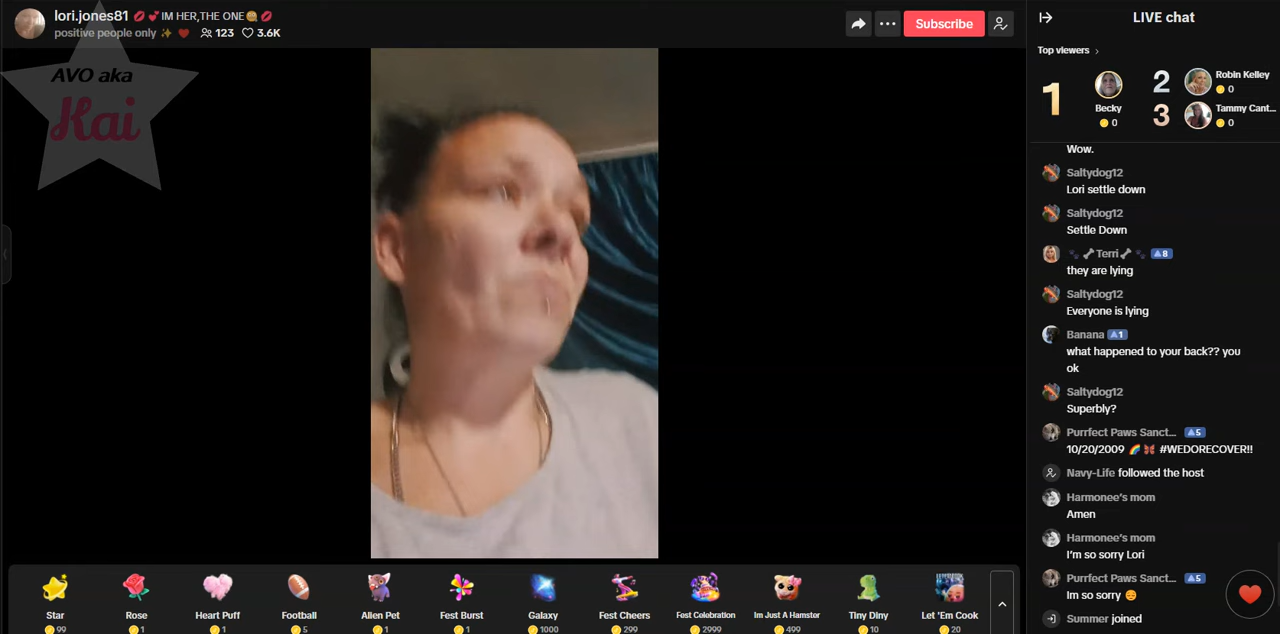 lori.jones81 💋💕IM HER,THE ONE💋
positive people only ✨ ❤️ 123 3.6K
Subscribe
AVO aka
Kai
LIVE chat
Top viewers >
1 Becky 0
2 Robin Kelley 0
3 Tammy Cant... 0
Wow.
Saltydog12
Lori settle down
Saltydog12
Settle Down
🐾🦴Terri🦴🐾 8
they are lying
Saltydog12
Everyone is lying
Banana 1
what happened to your back?? you
ok
Saltydog12
Superbly?
Purrfect Paws Sanct... 5
10/20/2009 🌈🦋 #WEDORECOVER!!
Navy-Life followed the host
Harmonee's mom
Amen
Harmonee's mom
I'm so sorry Lori
Purrfect Paws Sanct... 5
Im so sorry ☺️
Summer joined
Star Rose Heart Puff Football Alien Pet Fest Burst Galaxy Fest Cheers Fest Celebration Im Just A Hamster Tiny Diny Let 'Em Cook
99 1 1 5 1 1 1000 299 2999 499 10 20